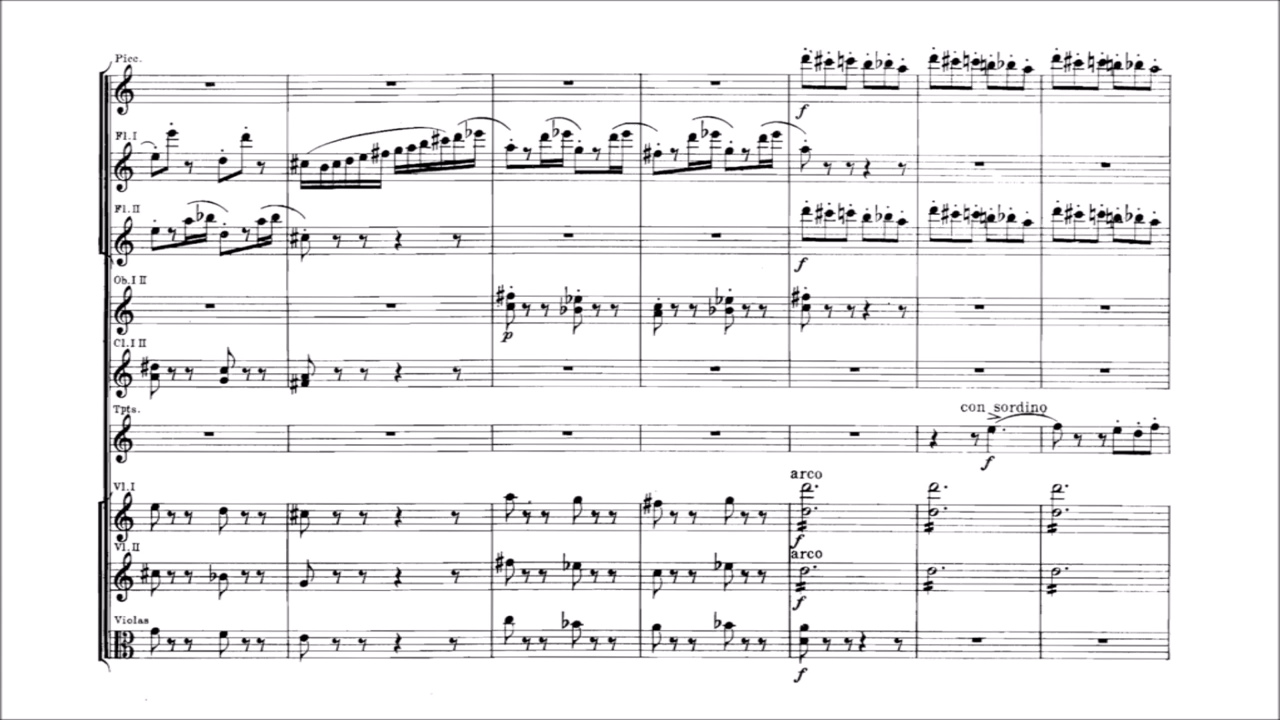 Picc.
f
Fl. I
Fl. II
f
Ob. I II
p
Cl. I II
Tpts.
con sordino
f
Vl. I
arco
f
Vl. II
arco
f
Violas
f